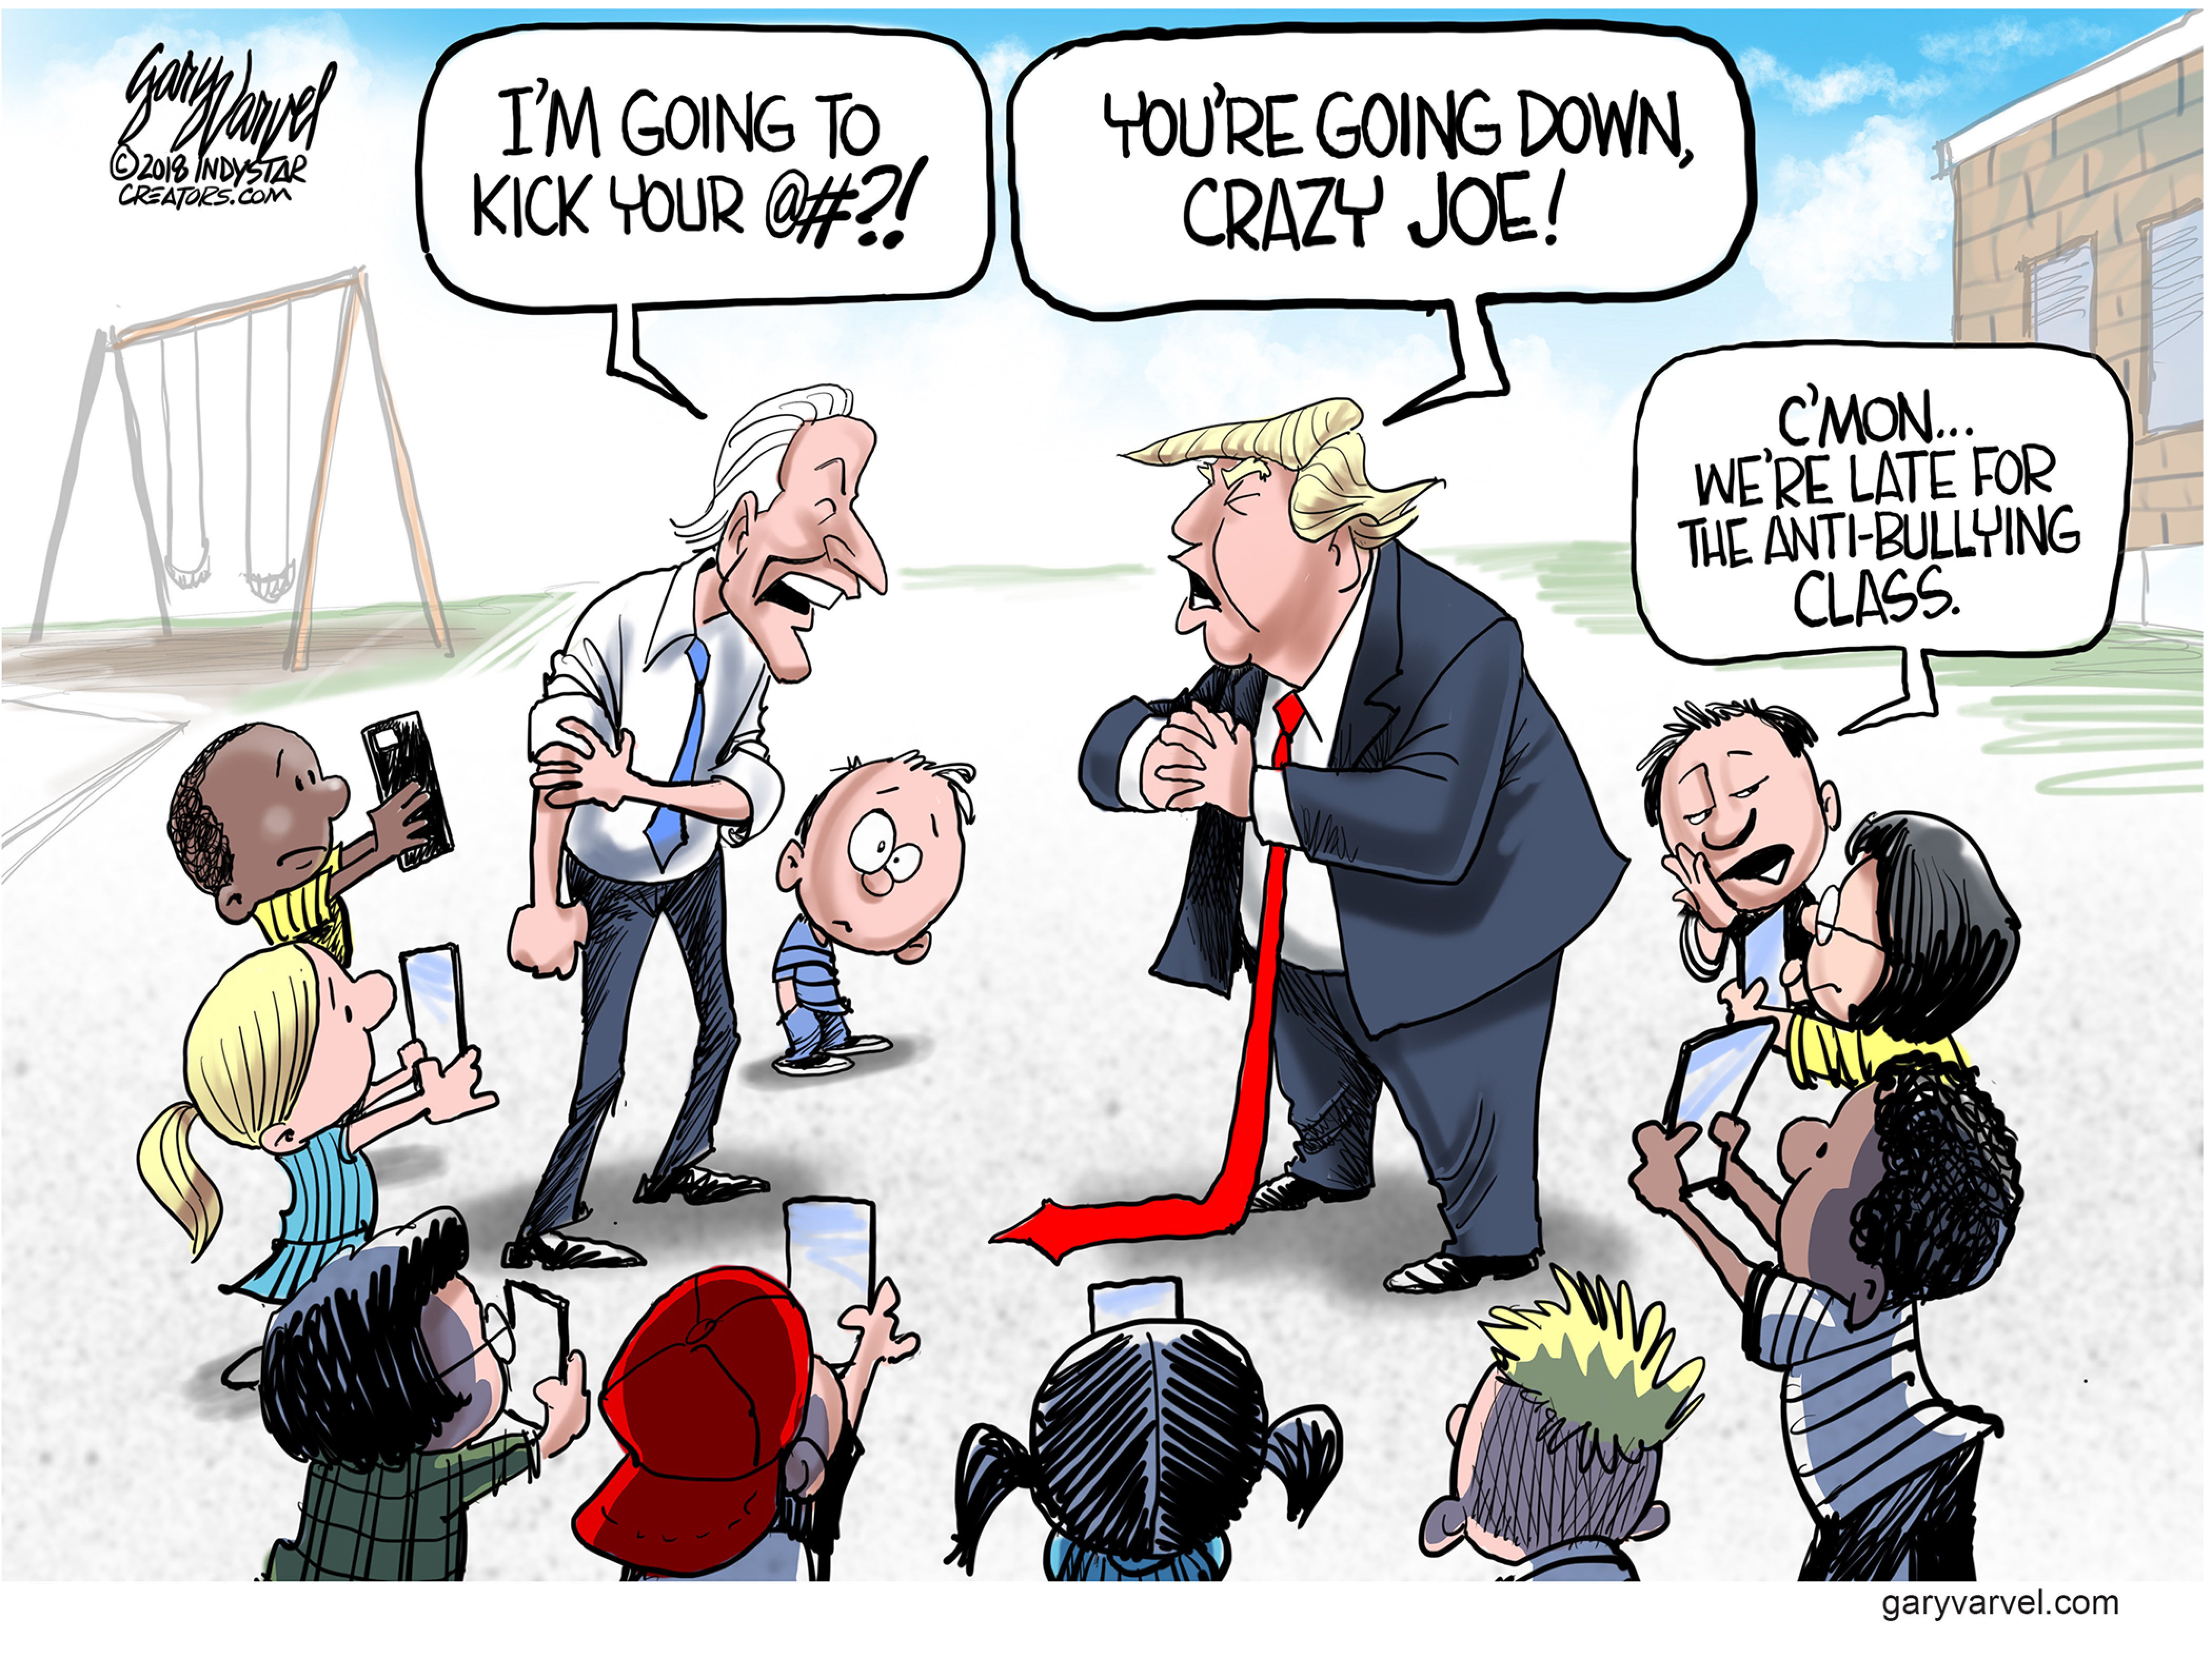 Gary Varvel
©2018 INDYSTAR
CREATORS.COM
I'M GOING TO
KICK YOUR @#?!
YOU'RE GOING DOWN,
CRAZY JOE!
C'MON...
WE'RE LATE FOR
THE ANTI-BULLYING
CLASS.
garyvarvel.com